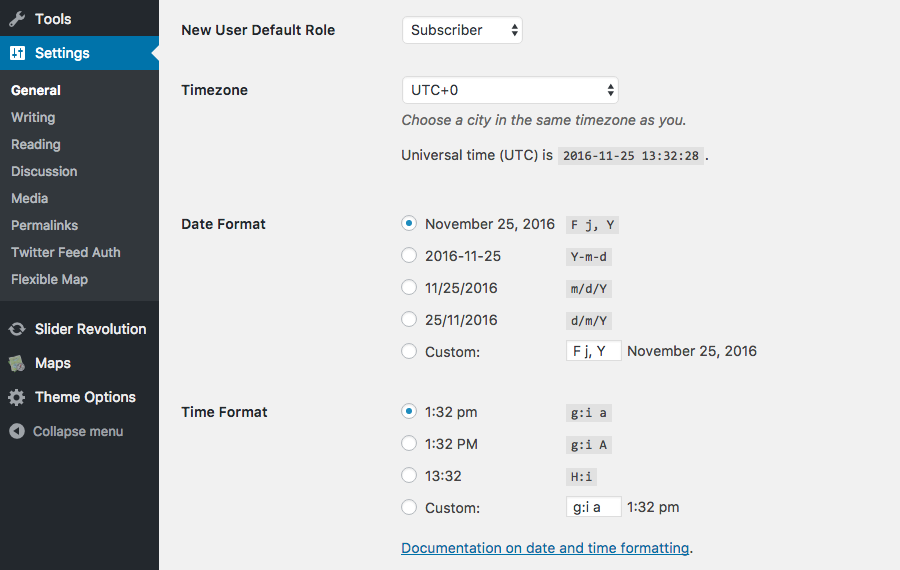 Tools
Settings
General
Writing
Reading
Discussion
Media
Permalinks
Twitter Feed Auth
Flexible Map
Slider Revolution
Maps
Theme Options
Collapse menu
New User Default Role Subscriber
Timezone UTC+0
Choose a city in the same timezone as you.
Universal time (UTC) is 2016-11-25 13:32:28 .
Date Format November 25, 2016 F j, Y
2016-11-25 Y-m-d
11/25/2016 m/d/Y
25/11/2016 d/m/Y
Custom: F j, Y November 25, 2016
Time Format 1:32 pm g:i a
1:32 PM g:i A
13:32 H:i
Custom: g:i a 1:32 pm
Documentation on date and time formatting.